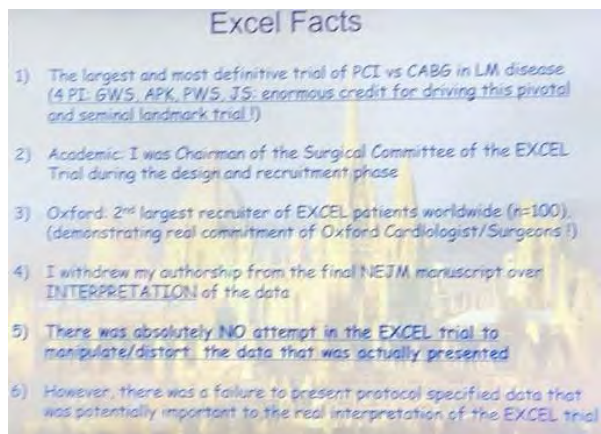 Excel Facts
1) The largest and most definitive trial of PCI vs CABG in LM disease
(4 PI: GWS, APK, PWS, JS: enormous credit for driving this pivotal
and seminal landmark trial !)
2) Academic: I was Chairman of the Surgical Committee of the EXCEL
Trial during the design and recruitment phase
3) Oxford: 2nd largest recruiter of EXCEL patients worldwide (n=100),
(demonstrating real commitment of Oxford Cardiologist/Surgeons !)
4) I withdrew my authorship from the final NEJM manuscript over
INTERPRETATION of the data
5) There was absolutely NO attempt in the EXCEL trial to
manipulate/distort the data that was actually presented
6) However, there was a failure to present protocol specified data that
was potentially important to the real interpretation of the EXCEL trial